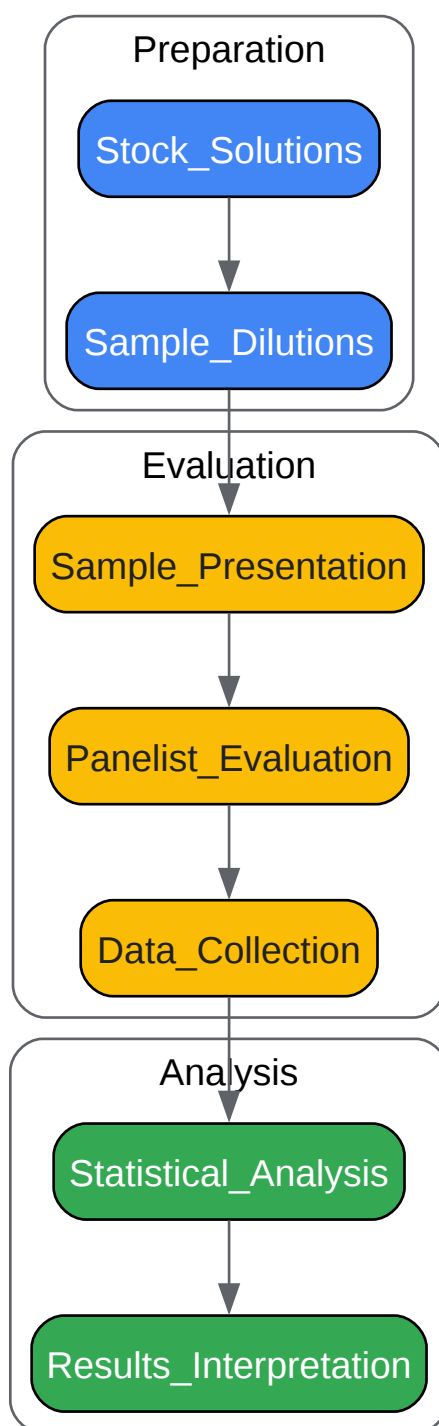 Preparation
Stock_Solutions
Sample_Dilutions
Evaluation
Sample_Presentation
Panelist_Evaluation
Data_Collection
Analysis
Statistical_Analysis
Results_Interpretation